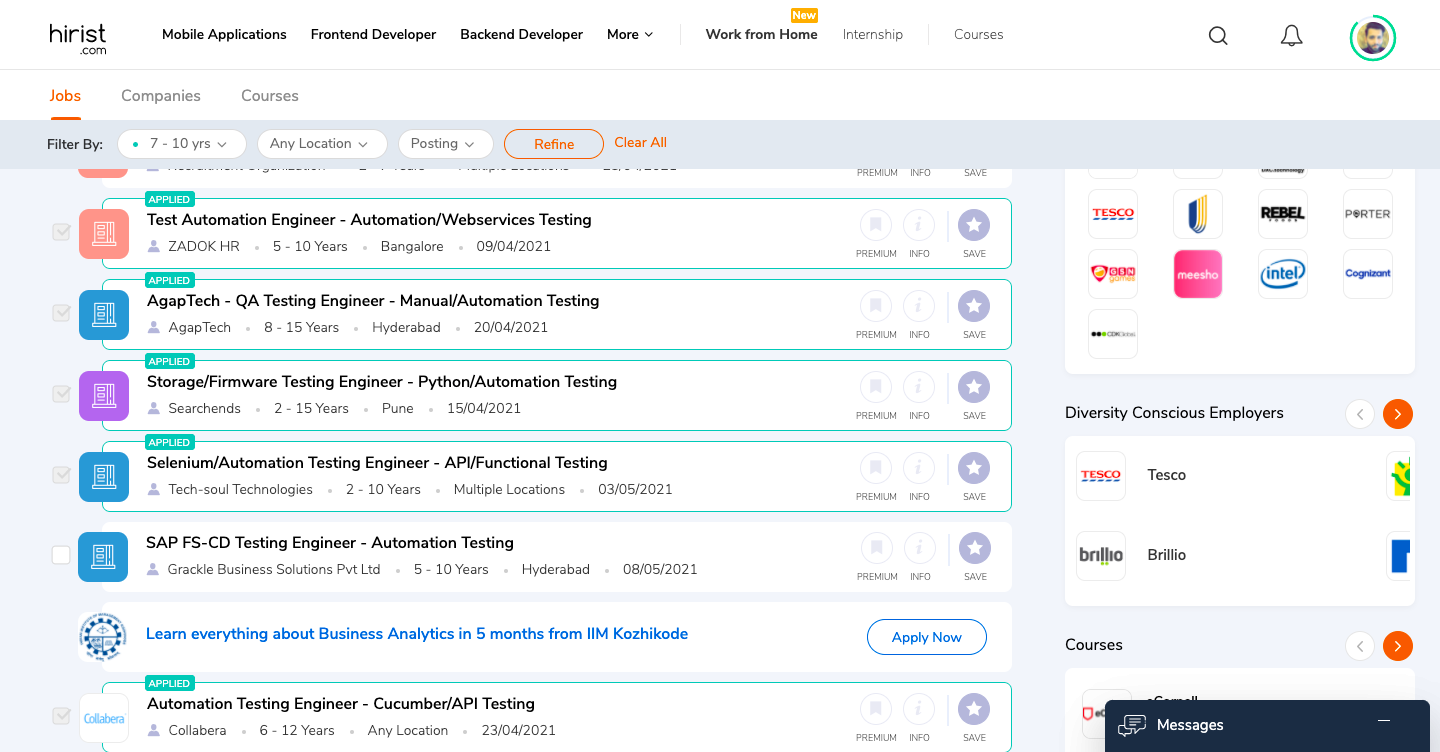 New
hirist
.com
Mobile Applications Frontend Developer Backend Developer More Work from Home Internship Courses
Jobs Companies Courses
Filter By: 7 - 10 yrs Any Location Posting Refine Clear All
PREMIUM INFO SAVE
APPLIED
Test Automation Engineer - Automation/Webservices Testing
ZADOK HR 5 - 10 Years Bangalore 09/04/2021
PREMIUM INFO SAVE
APPLIED
AgapTech - QA Testing Engineer - Manual/Automation Testing
AgapTech 8 - 15 Years Hyderabad 20/04/2021
PREMIUM INFO SAVE
APPLIED
Storage/Firmware Testing Engineer - Python/Automation Testing
Searchends 2 - 15 Years Pune 15/04/2021
PREMIUM INFO SAVE
APPLIED
Selenium/Automation Testing Engineer - API/Functional Testing
Tech-soul Technologies 2 - 10 Years Multiple Locations 03/05/2021
PREMIUM INFO SAVE
SAP FS-CD Testing Engineer - Automation Testing
Grackle Business Solutions Pvt Ltd 5 - 10 Years Hyderabad 08/05/2021
PREMIUM INFO SAVE
Learn everything about Business Analytics in 5 months from IIM Kozhikode
Apply Now
APPLIED
Automation Testing Engineer - Cucumber/API Testing
Collabera
Collabera 6 - 12 Years Any Location 23/04/2021
PREMIUM INFO SAVE
TESCO REBEL PORTER
GSN games meesho intel Cognizant
CDK Global
Diversity Conscious Employers
TESCO Tesco
brillio Brillio
Courses
Messages